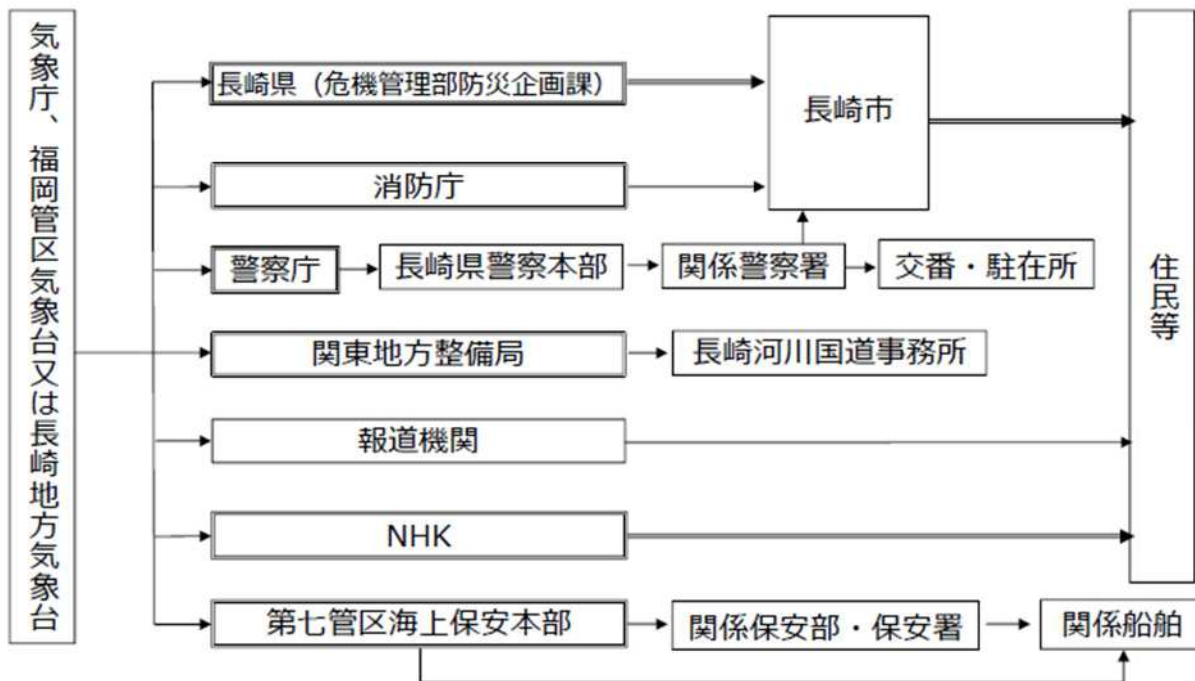 気象庁、福岡管区気象台又は長崎地方気象台
長崎県（危機管理部防災企画課）
長崎市
消防庁
警察庁
長崎県警察本部
関係警察署
交番・駐在所
住民等
関東地方整備局
長崎河川国道事務所
報道機関
NHK
第七管区海上保安本部
関係保安部・保安署
関係船舶